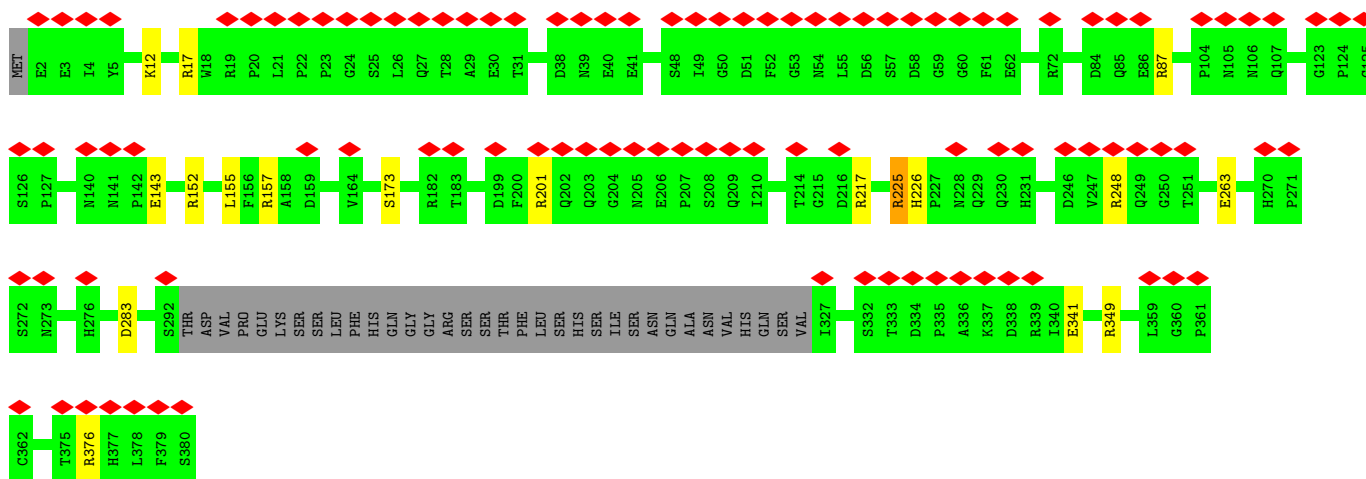 MET E2 E3 I4 Y5 K12 R17 W18 R19 P20 L21 P22 P23 G24 S25 L26 Q27 T28 A29 E30 T31 D38 N39 E40 E41 S48 I49 G50 D51 F52 G53 N54 L55 D56 S57 D58 G59 G60 F61 E62 R72 D84 Q85 E86 R87 P104 N105 N106 Q107 G123 P124 G125
S126 P127 N140 N141 P142 E143 R152 L155 F156 R157 A158 D159 V164 S173 R182 T183 D199 F200 R201 Q202 Q203 G204 N205 E206 P207 S208 Q209 I210 T214 G215 D216 R217 R225 H226 P227 N228 Q229 Q230 H231 D246 V247 R248 Q249 G250 T251 E263 H270 P271
S272 N273 H276 D283 S292 THR ASP VAL PRO GLU LYS SER SER LEU PHE HIS GLN GLY GLY ARG SER SER THR PHE LEU SER HIS SER ILE SER ASN GLN ALA ASN VAL HIS GLN SER VAL I327 S332 T333 D334 P335 A336 K337 D338 R339 I340 E341 R349 L359 G360 P361
C362 T375 R376 H377 L378 F379 S380